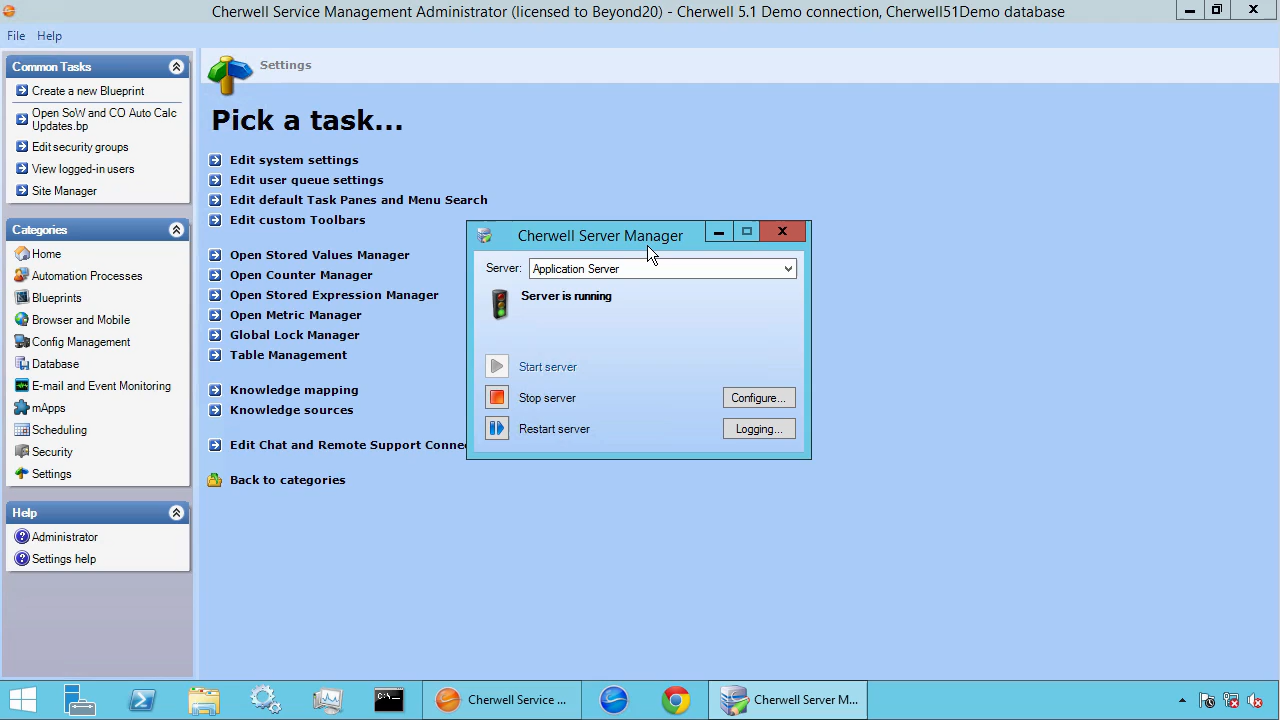 Cherwell Service Management Administrator (licensed to Beyond20) - Cherwell 5.1 Demo connection, Cherwell51Demo database
File Help
Common Tasks
Create a new Blueprint
Open SoW and CO Auto Calc
Updates.bp
Edit security groups
View logged-in users
Site Manager
Categories
Home
Automation Processes
Blueprints
Browser and Mobile
Config Management
Database
E-mail and Event Monitoring
mApps
Scheduling
Security
Settings
Help
Administrator
Settings help
Settings
Pick a task...
Edit system settings
Edit user queue settings
Edit default Task Panes and Menu Search
Edit custom Toolbars
Open Stored Values Manager
Open Counter Manager
Open Stored Expression Manager
Open Metric Manager
Global Lock Manager
Table Management
Knowledge mapping
Knowledge sources
Edit Chat and Remote Support Conne
Back to categories
Cherwell Server Manager
Server: Application Server
Server is running
Start server
Stop server Configure...
Restart server Logging...
C:\_
Cherwell Service ...
Cherwell Server M...